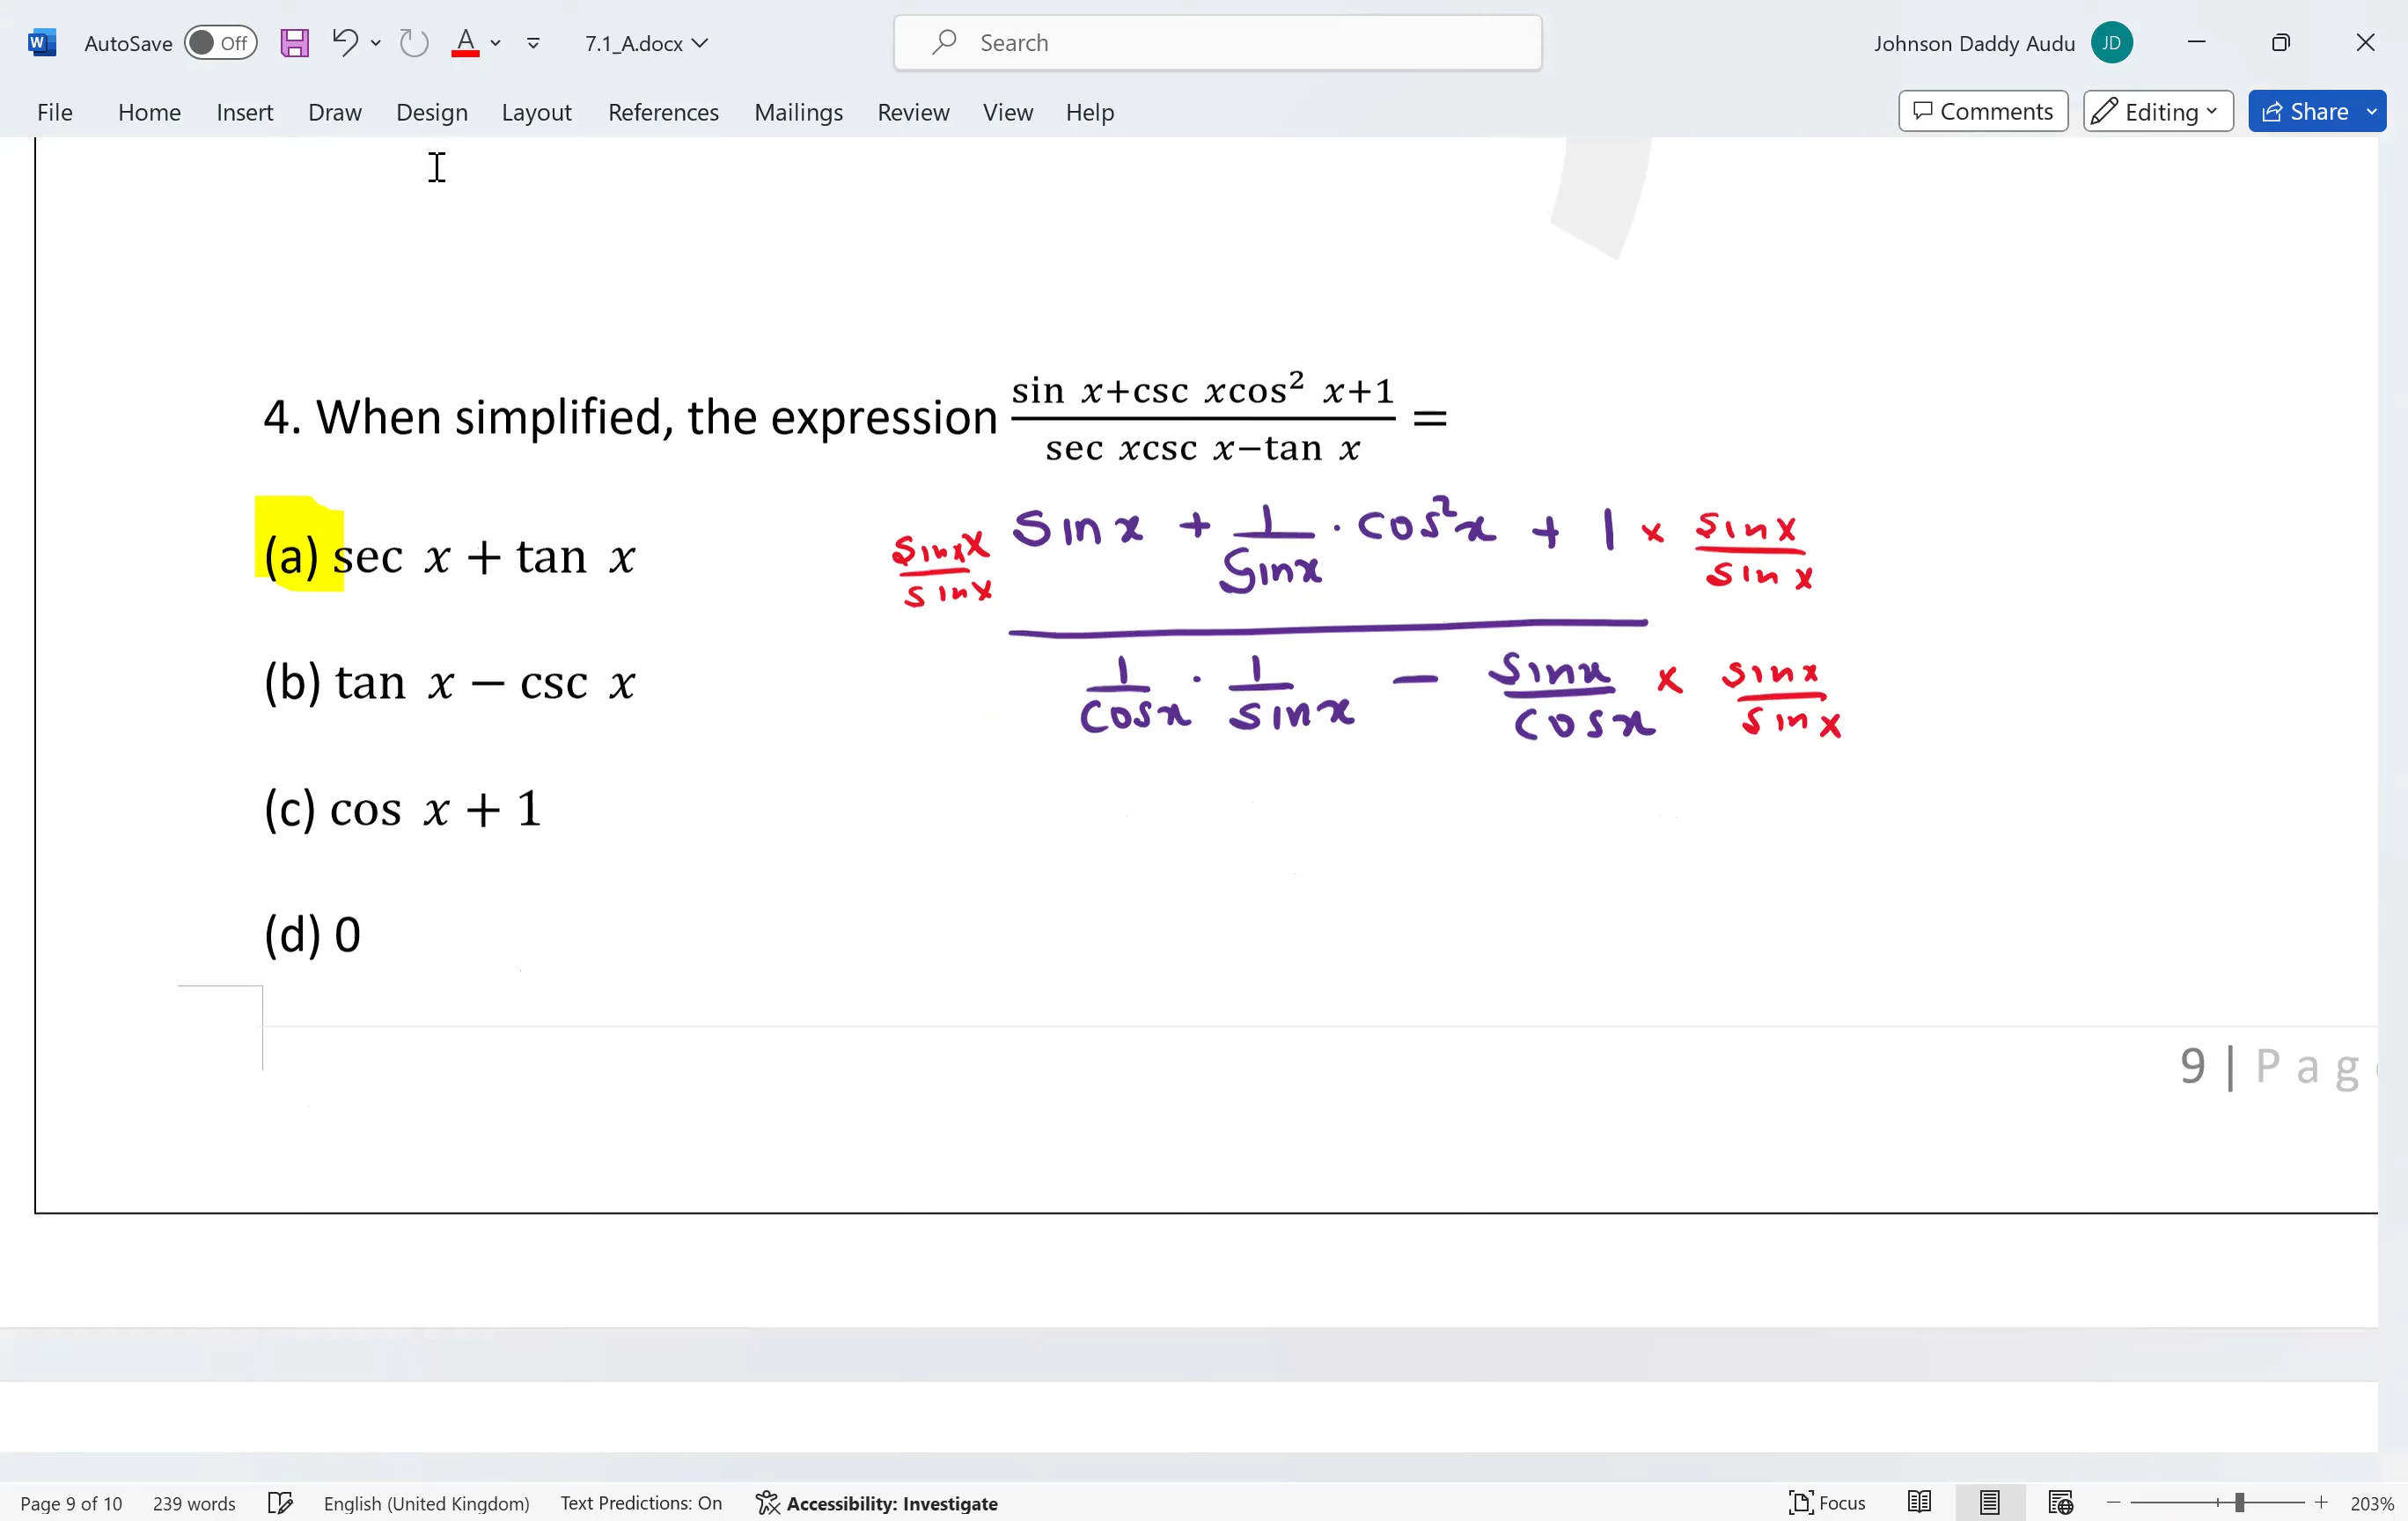 AutoSave Off A 7.1_A.docx Search Johnson Daddy Audu JD
File Home Insert Draw Design Layout References Mailings Review View Help Comments Editing Share
4. When simplified, the expression (sin x+csc xcos² x+1)/(sec xcsc x−tan x) =
(a) sec x + tan x
(b) tan x − csc x
(c) cos x + 1
(d) 0
sinx/sinx × sinx + 1/sinx · cos²x + 1 × sinx/sinx
1/cosx · 1/sinx − sinx/cosx × sinx/sinx
9 | Pag
Page 9 of 10 239 words English (United Kingdom) Text Predictions: On Accessibility: Investigate Focus 203%